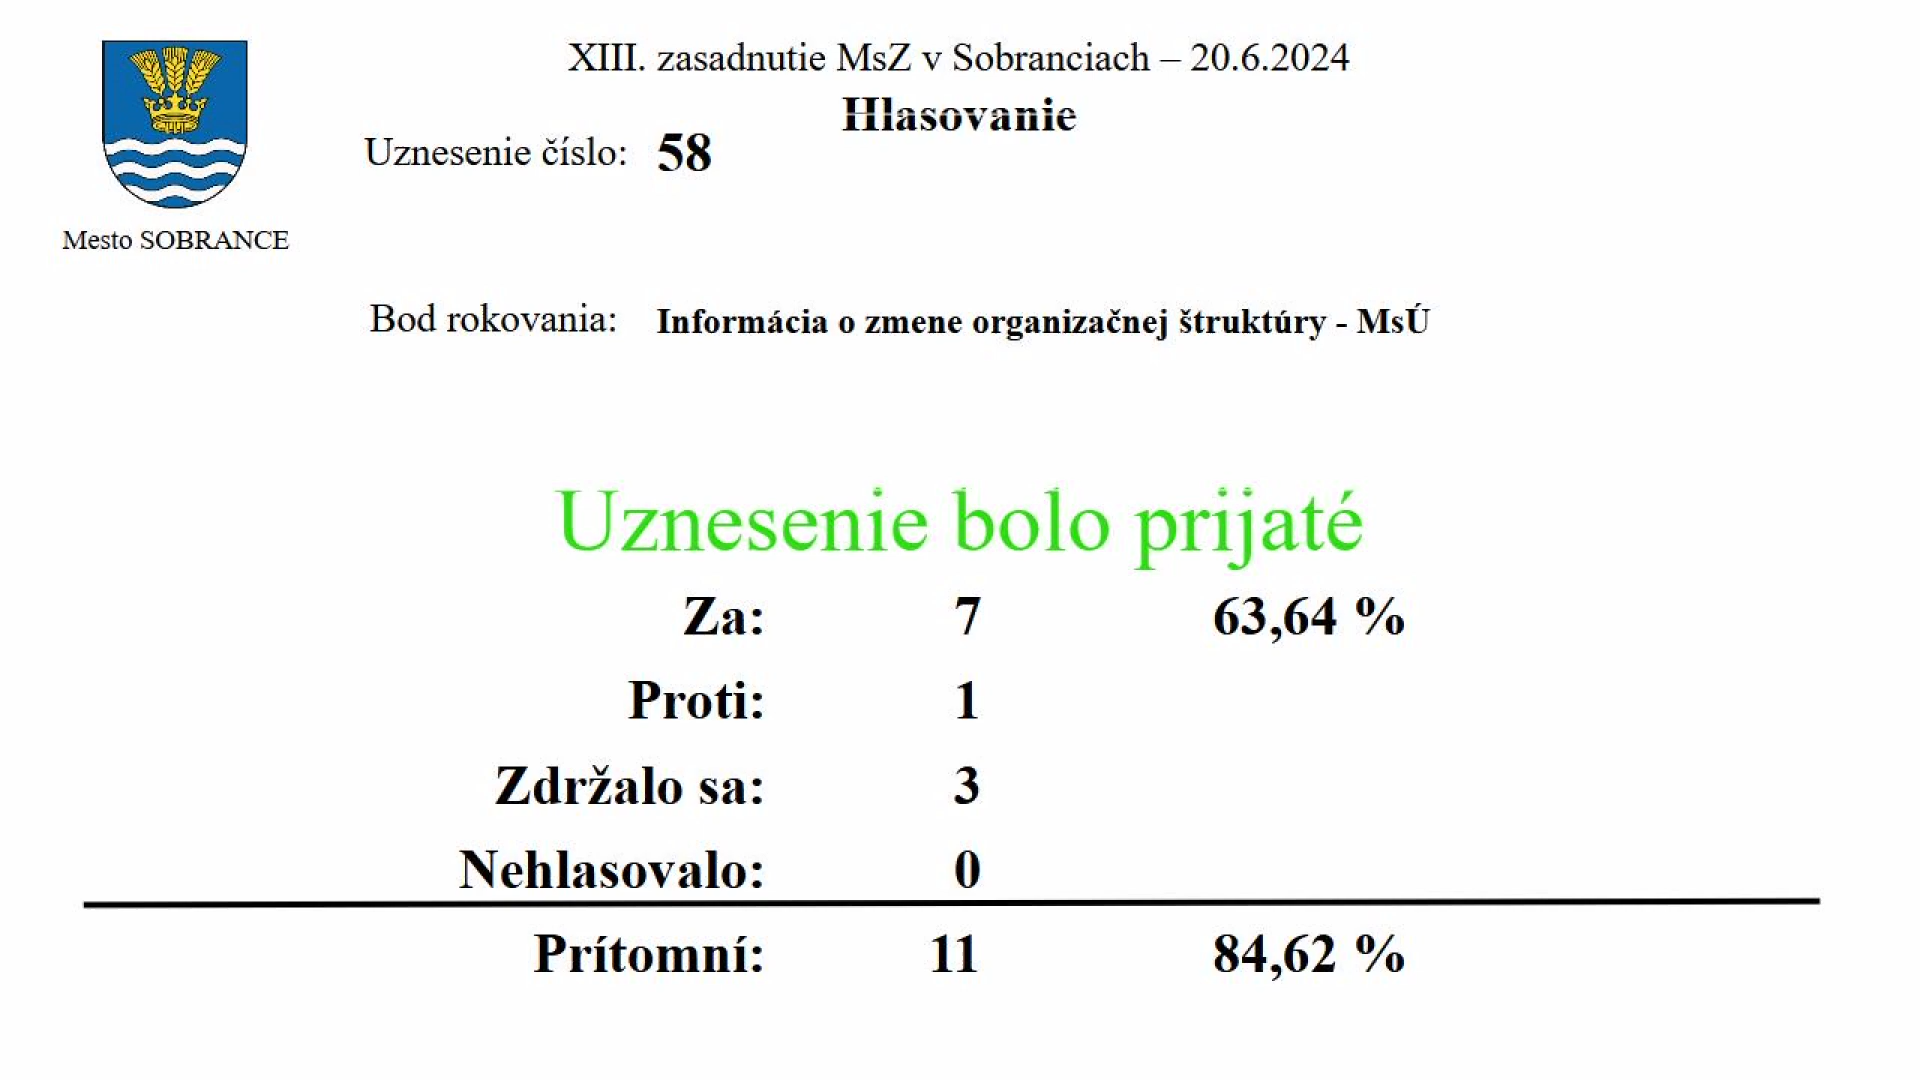 XIII. zasadnutie MsZ v Sobranciach – 20.6.2024
Hlasovanie
Uznesenie číslo: 58
Mesto SOBRANCE
Bod rokovania: Informácia o zmene organizačnej štruktúry - MsÚ
Uznesenie bolo prijaté
Za: 7 63,64 %
Proti: 1
Zdržalo sa: 3
Nehlasovalo: 0
Prítomní: 11 84,62 %